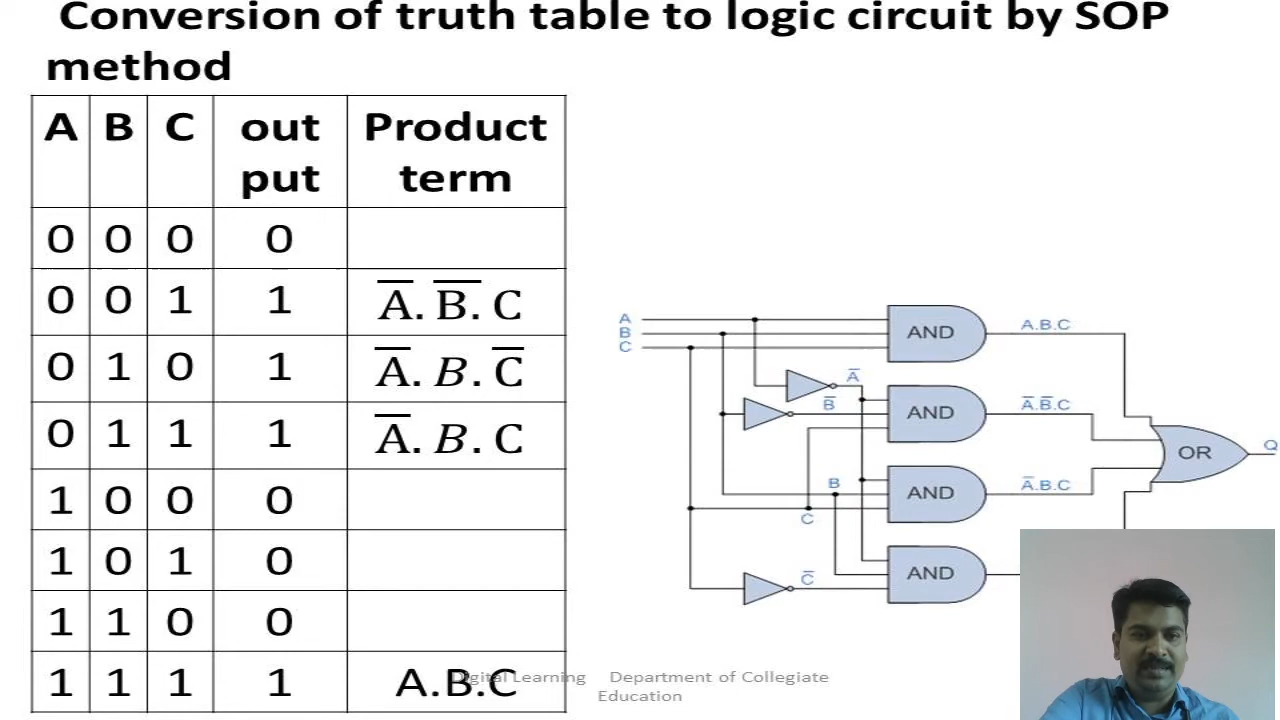 Conversion of truth table to logic circuit by SOP
method
A B C out put Product term
0 0 0 0
0 0 1 1 A̅. B̅. C
0 1 0 1 A̅. B . C̅
0 1 1 1 A̅. B . C
1 0 0 0
1 0 1 0
1 1 0 0
1 1 1 1 A.B.C
A
B
C
AND
A.B.C
A̅
B̅
AND
A̅.B̅.C
OR
Q
B
AND
A̅.B.C
C
AND
C̅
Digital Learning Department of Collegiate
Education